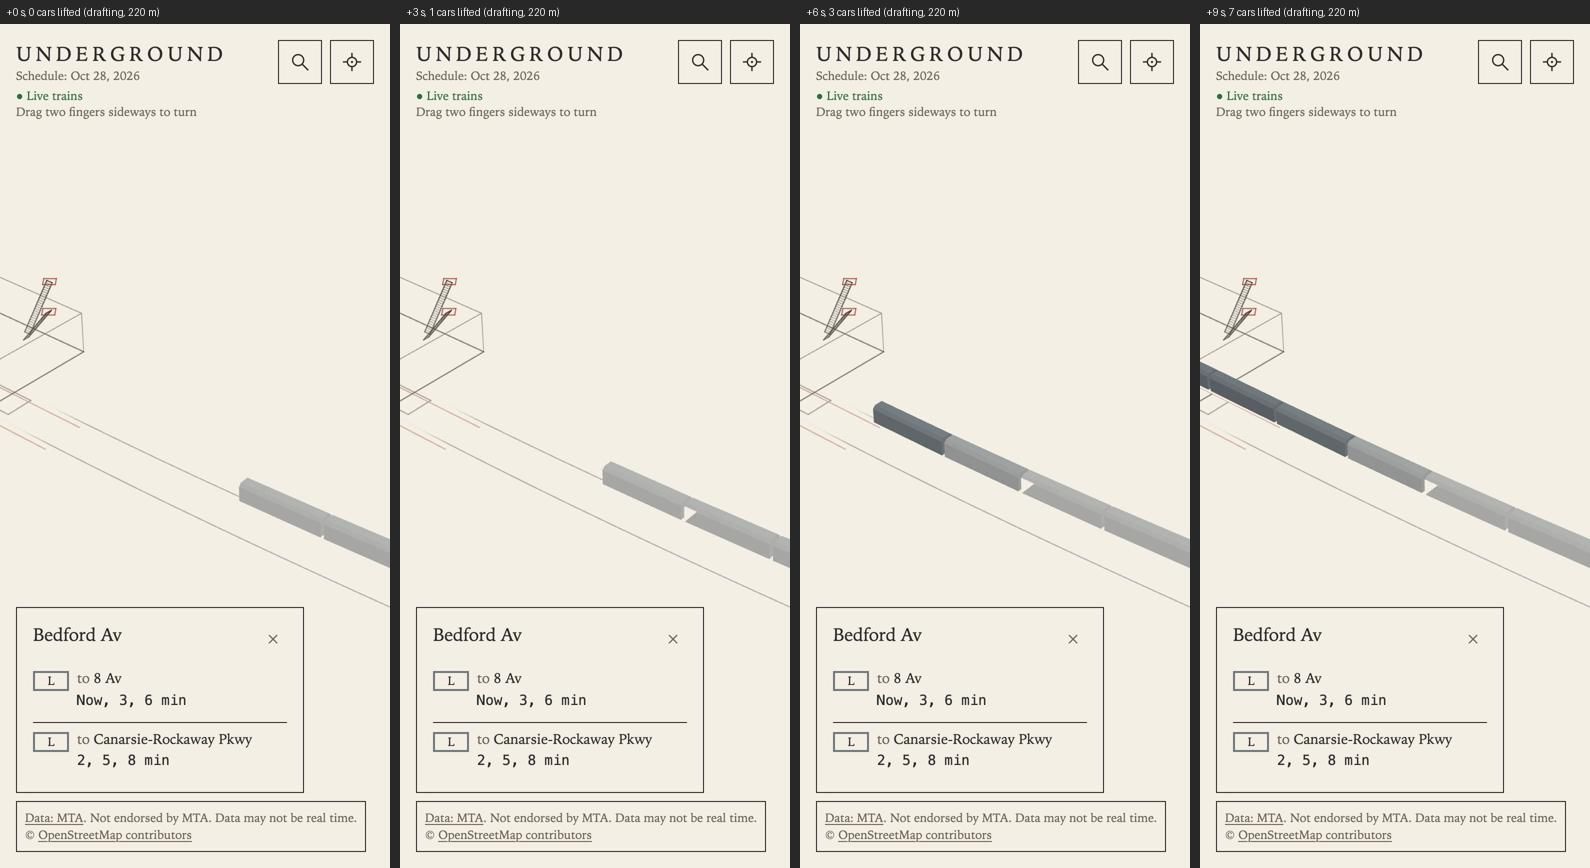 +0 s, 0 cars lifted (drafting, 220 m)
UNDERGROUND
Schedule: Oct 28, 2026
● Live trains
Drag two fingers sideways to turn
Bedford Av
×
L to 8 Av
Now, 3, 6 min
L to Canarsie-Rockaway Pkwy
2, 5, 8 min
Data: MTA. Not endorsed by MTA. Data may not be real time.
© OpenStreetMap contributors
+3 s, 1 cars lifted (drafting, 220 m)
UNDERGROUND
Schedule: Oct 28, 2026
● Live trains
Drag two fingers sideways to turn
Bedford Av
×
L to 8 Av
Now, 3, 6 min
L to Canarsie-Rockaway Pkwy
2, 5, 8 min
Data: MTA. Not endorsed by MTA. Data may not be real time.
© OpenStreetMap contributors
+6 s, 3 cars lifted (drafting, 220 m)
UNDERGROUND
Schedule: Oct 28, 2026
● Live trains
Drag two fingers sideways to turn
Bedford Av
×
L to 8 Av
Now, 3, 6 min
L to Canarsie-Rockaway Pkwy
2, 5, 8 min
Data: MTA. Not endorsed by MTA. Data may not be real time.
© OpenStreetMap contributors
+9 s, 7 cars lifted (drafting, 220 m)
UNDERGROUND
Schedule: Oct 28, 2026
● Live trains
Drag two fingers sideways to turn
Bedford Av
×
L to 8 Av
Now, 3, 6 min
L to Canarsie-Rockaway Pkwy
2, 5, 8 min
Data: MTA. Not endorsed by MTA. Data may not be real time.
© OpenStreetMap contributors